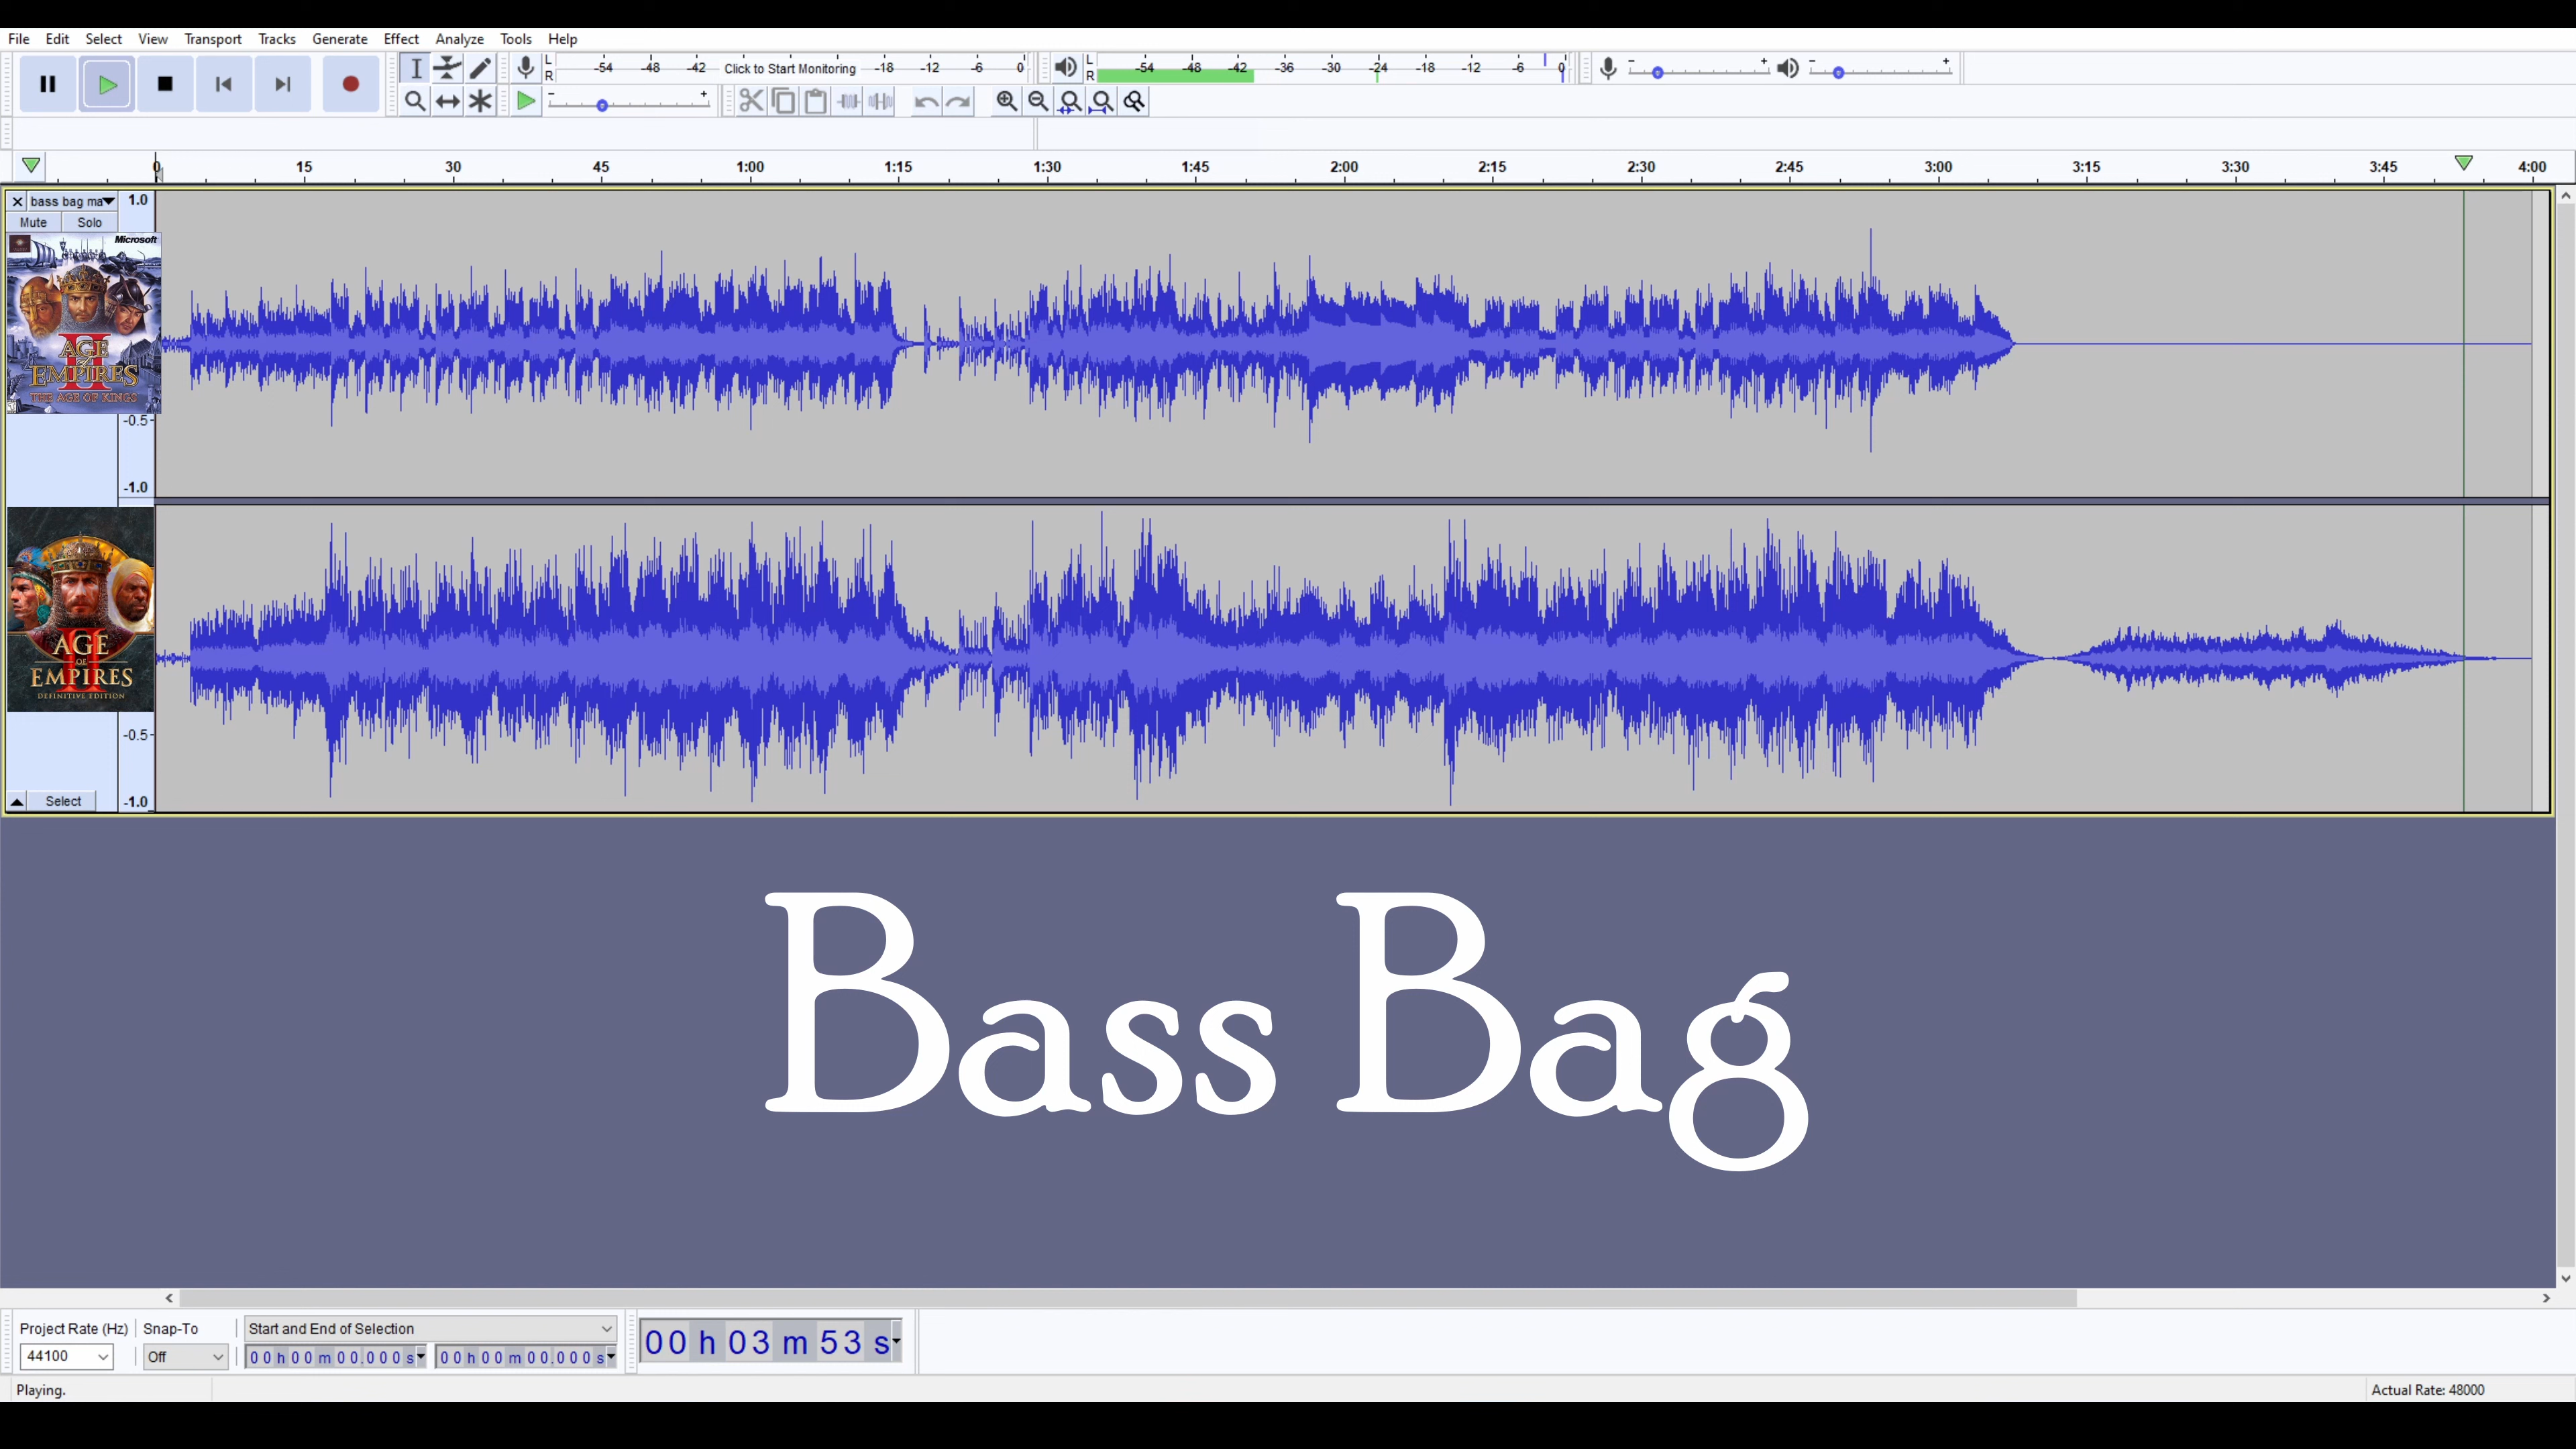 File Edit Select View Transport Tracks Generate Effect Analyze Tools Help
L R -54 -48 -42 Click to Start Monitoring -18 -12 -6 0
L R -54 -48 -42 -36 -30 -24 -18 -12 -6 0
- + - +
- +
0 15 30 45 1:00 1:15 1:30 1:45 2:00 2:15 2:30 2:45 3:00 3:15 3:30 3:45 4:00
bass bag ma 1.0
Mute Solo
Microsoft
AGE
of
EMPIRES
II
THE AGE OF KINGS
-0.5
-1.0
AGE
OF
EMPIRES
II
DEFINITIVE EDITION
-0.5
Select -1.0
Bass Bag
Project Rate (Hz) Snap-To Start and End of Selection
44100 Off 00 h 00 m 00.000 s 00 h 00 m 00.000 s
00 h 03 m 53 s
Playing. Actual Rate: 48000